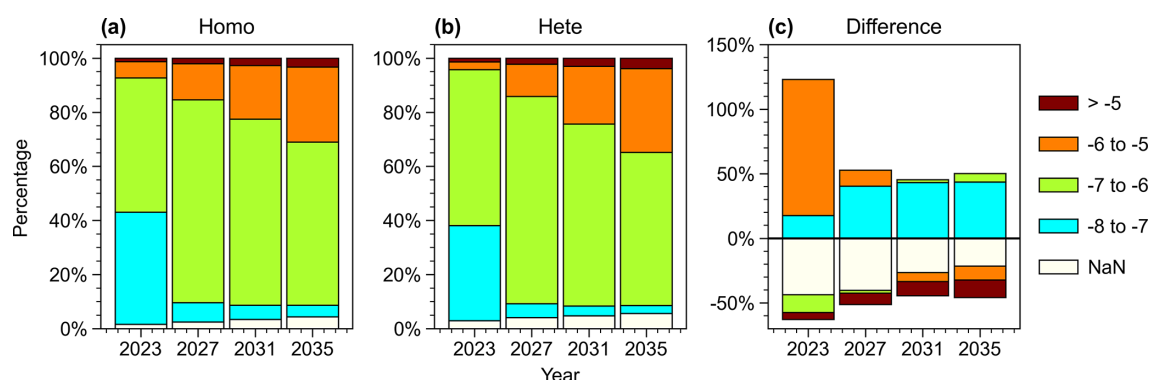 (a) Homo
100%
80%
60%
40%
20%
0%
Percentage
2023 2027 2031 2035
(b) Hete
100%
80%
60%
40%
20%
0%
2023 2027 2031 2035
Year
(c) Difference
150%
100%
50%
0%
-50%
2023 2027 2031 2035
> -5
-6 to -5
-7 to -6
-8 to -7
NaN